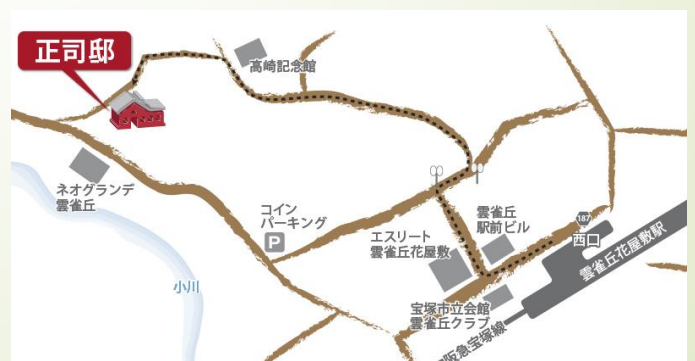 正司邸
高崎記念館
ネオグランデ
雲雀丘
コイン
パーキング
P
エスリート
雲雀丘花屋敷
雲雀丘
駅前ビル
187
西口
雲雀丘花屋敷駅
小川
宝塚市立会館
雲雀丘クラブ
阪急宝塚線